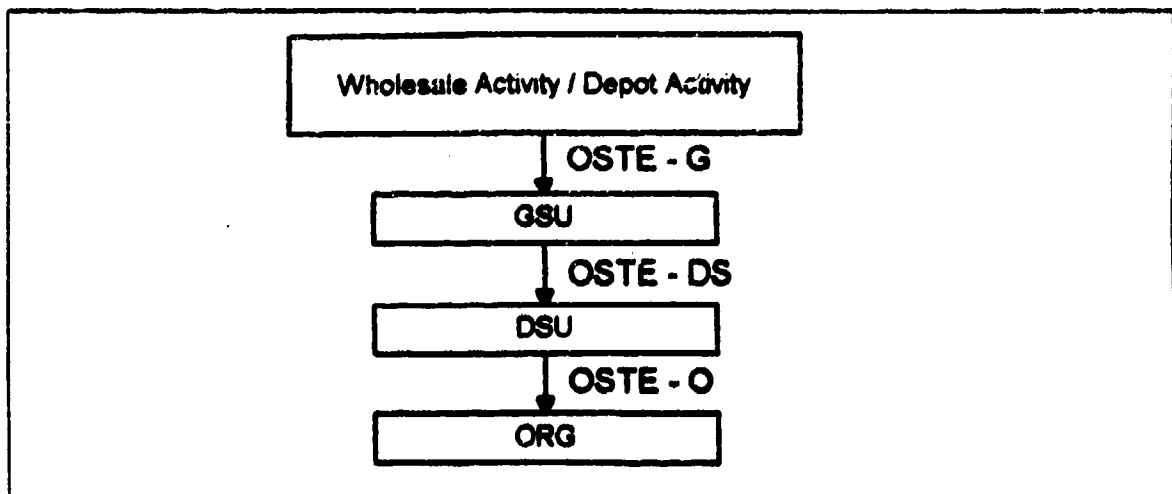 Wholesale Activity / Depot Activity
OSTE - G
GSU
OSTE - DS
DSU
OSTE - O
ORG